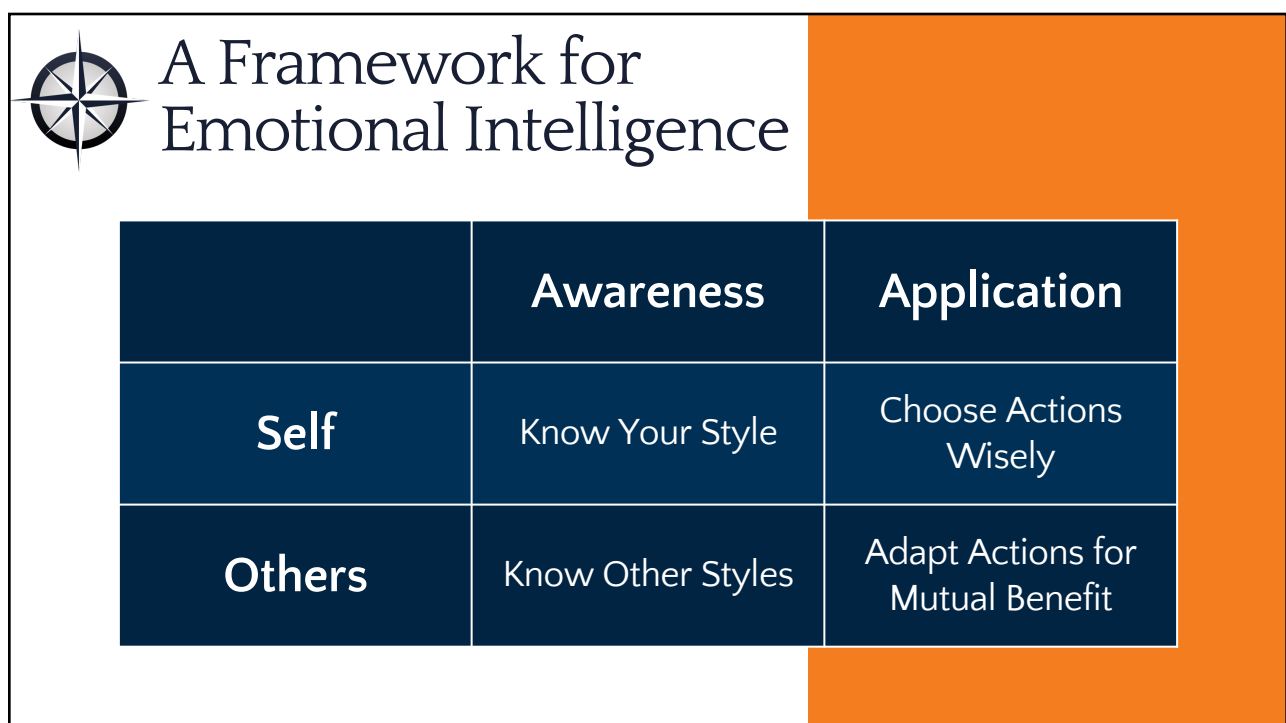 A Framework for
Emotional Intelligence
Awareness
Application
Self
Know Your Style
Choose Actions
Wisely
Others
Know Other Styles
Adapt Actions for
Mutual Benefit